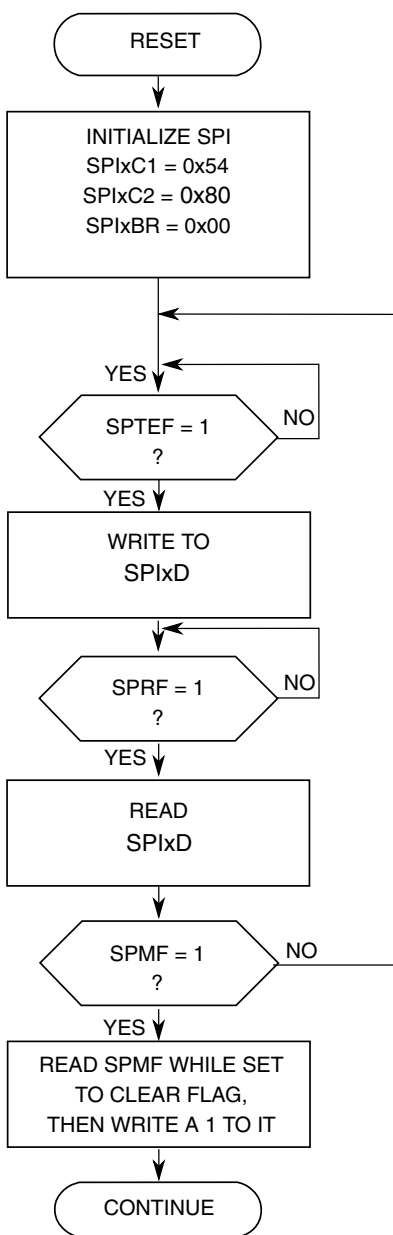 RESET
INITIALIZE SPI
SPIxC1 = 0x54
SPIxC2 = 0x80
SPIxBR = 0x00
YES
SPTEF = 1
?
NO
YES
WRITE TO
SPIxD
SPRF = 1
?
NO
YES
READ
SPIxD
SPMF = 1
?
NO
YES
READ SPMF WHILE SET
TO CLEAR FLAG,
THEN WRITE A 1 TO IT
CONTINUE